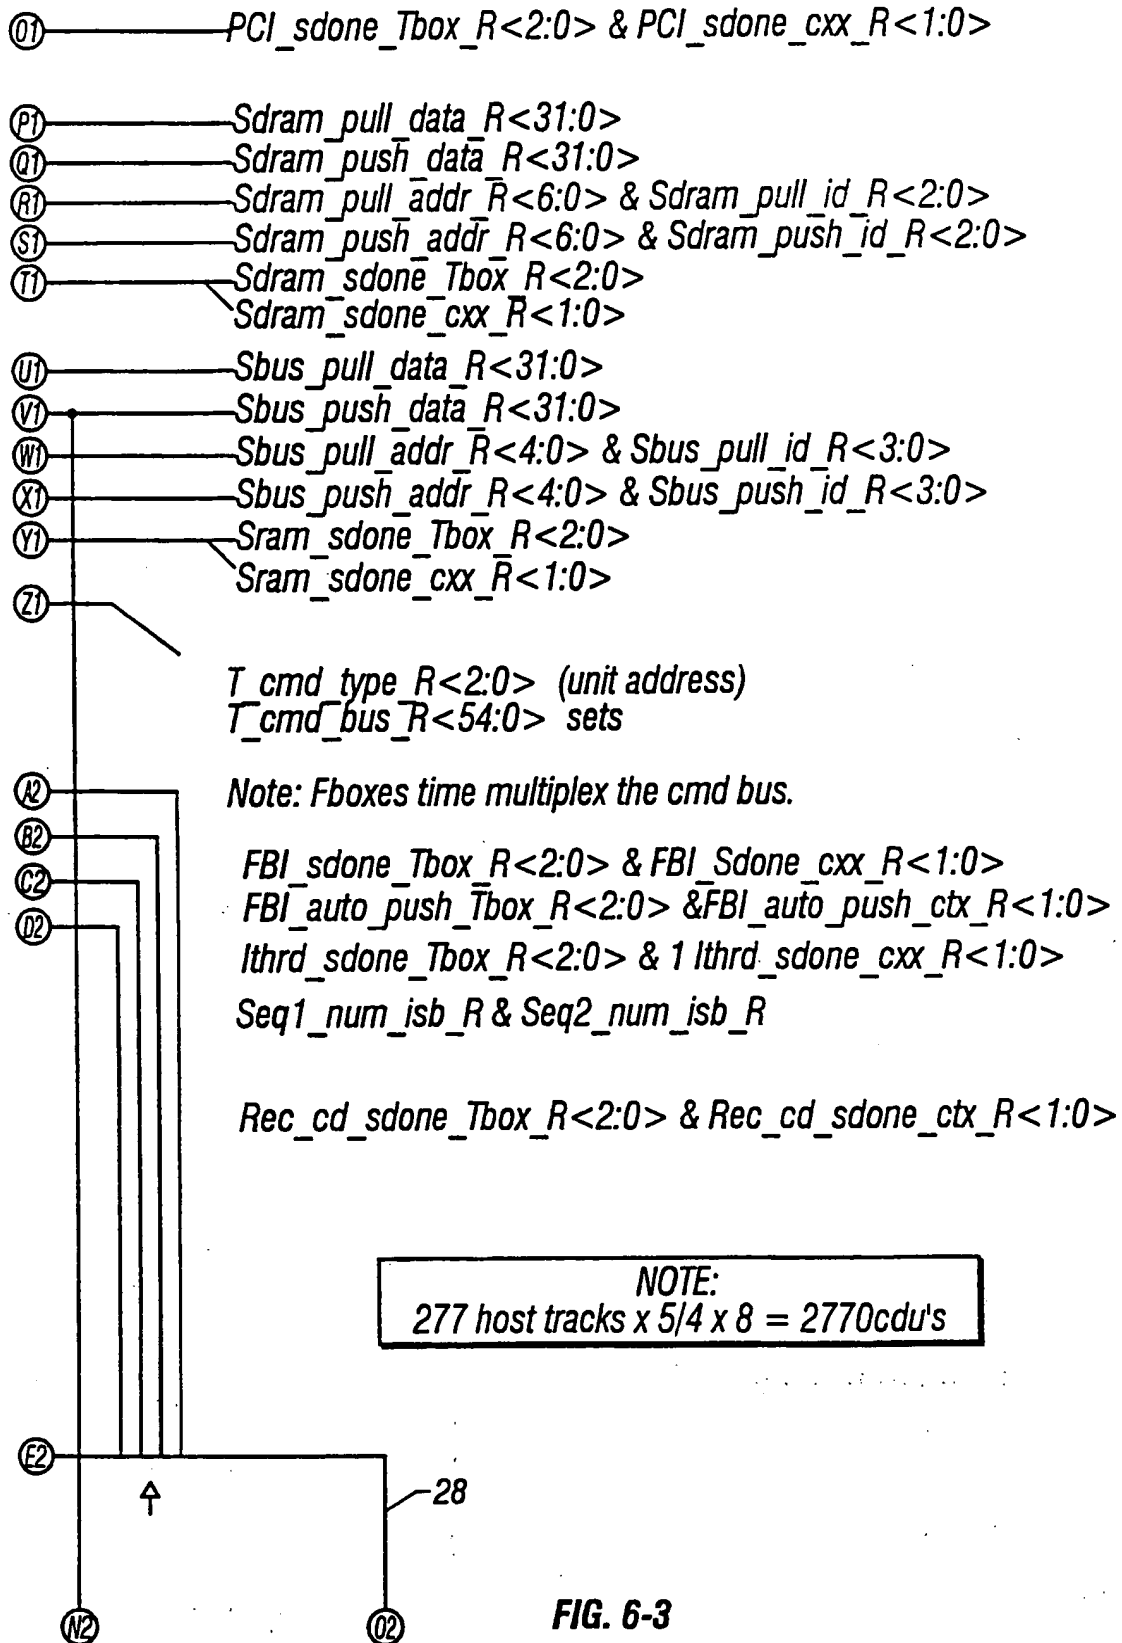 O1 PCI_sdone_Tbox_R<2:0> & PCI_sdone_cxx_R<1:0>
P1 Sdram_pull_data_R<31:0>
Q1 Sdram_push_data_R<31:0>
R1 Sdram_pull_addr_R<6:0> & Sdram_pull_id_R<2:0>
S1 Sdram_push_addr_R<6:0> & Sdram_push_id_R<2:0>
T1 Sdram_sdone_Tbox_R<2:0>
Sdram_sdone_cxx_R<1:0>
U1 Sbus_pull_data_R<31:0>
V1 Sbus_push_data_R<31:0>
W1 Sbus_pull_addr_R<4:0> & Sbus_pull_id_R<3:0>
X1 Sbus_push_addr_R<4:0> & Sbus_push_id_R<3:0>
Y1 Sram_sdone_Tbox_R<2:0>
Sram_sdone_cxx_R<1:0>
Z1
T_cmd_type_R<2:0> (unit address)
T_cmd_bus_R<54:0> sets
A2 Note: Fboxes time multiplex the cmd bus.
B2
FBI_sdone_Tbox_R<2:0> & FBI_Sdone_cxx_R<1:0>
C2
FBI_auto_push_Tbox_R<2:0> &FBI_auto_push_ctx_R<1:0>
D2
Ithrd_sdone_Tbox_R<2:0> & 1 Ithrd_sdone_cxx_R<1:0>
Seq1_num_isb_R & Seq2_num_isb_R
Rec_cd_sdone_Tbox_R<2:0> & Rec_cd_sdone_ctx_R<1:0>
NOTE:
277 host tracks x 5/4 x 8 = 2770cdu's
E2
28
N2
O2
FIG. 6-3